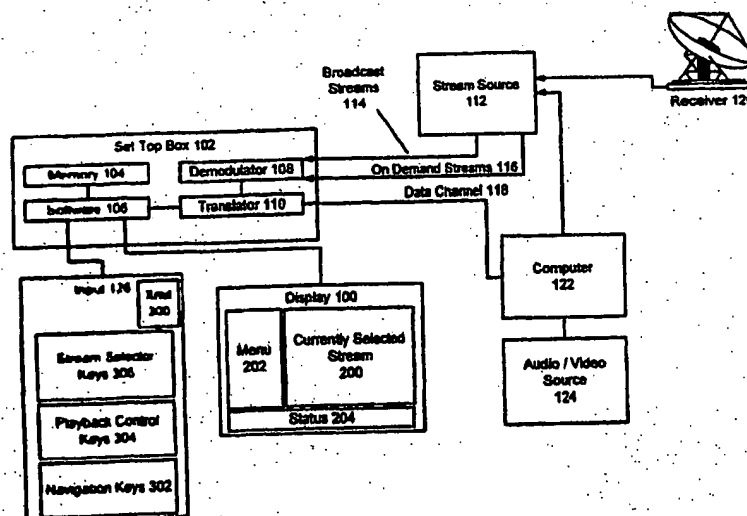 Broadcast
Streams
114
Stream Source
112
Receiver 12
Set Top Box 102
Memory 104
Demodulator 108
On Demand Streams 116
Software 106
Translator 110
Data Channel 118
Computer
122
Input 126
300
Display 100
Menu
202
Currently Selected
Stream
200
Stream Selector
Keys 306
Audio / Video
Source
124
Playback Control
Keys 304
Status 204
Navigation Keys 302